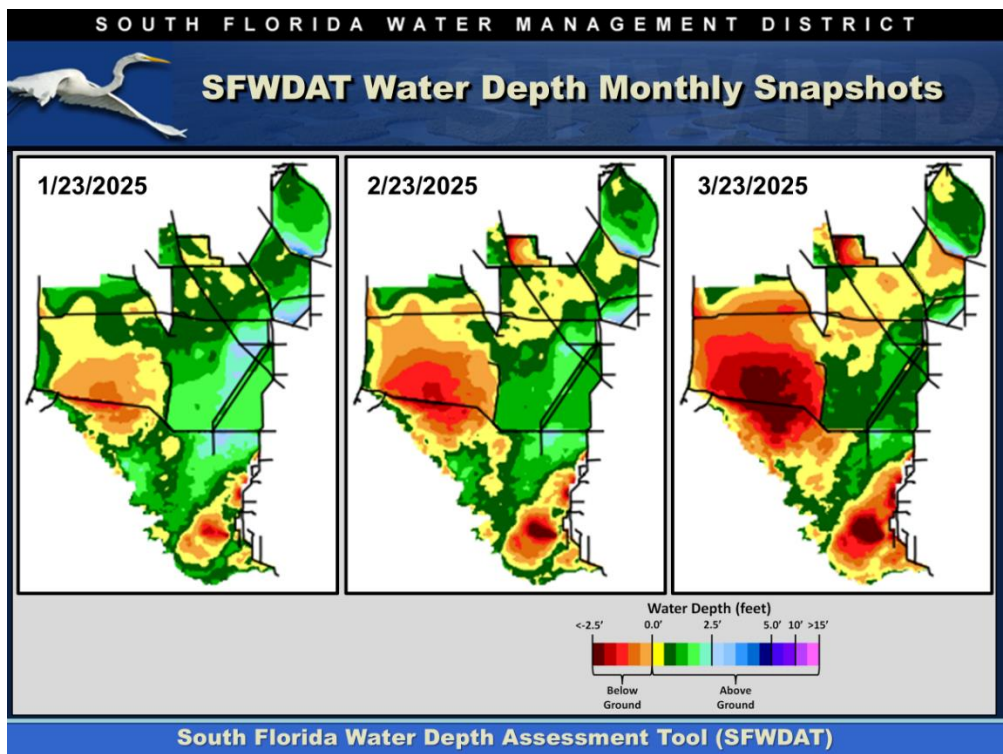 SOUTH FLORIDA WATER MANAGEMENT DISTRICT
SFWDAT Water Depth Monthly Snapshots
SFWMD
1/23/2025
2/23/2025
3/23/2025
Water Depth (feet)
<-2.5' 0.0' 2.5' 5.0' 10' >15'
Below Above
Ground Ground
South Florida Water Depth Assessment Tool (SFWDAT)